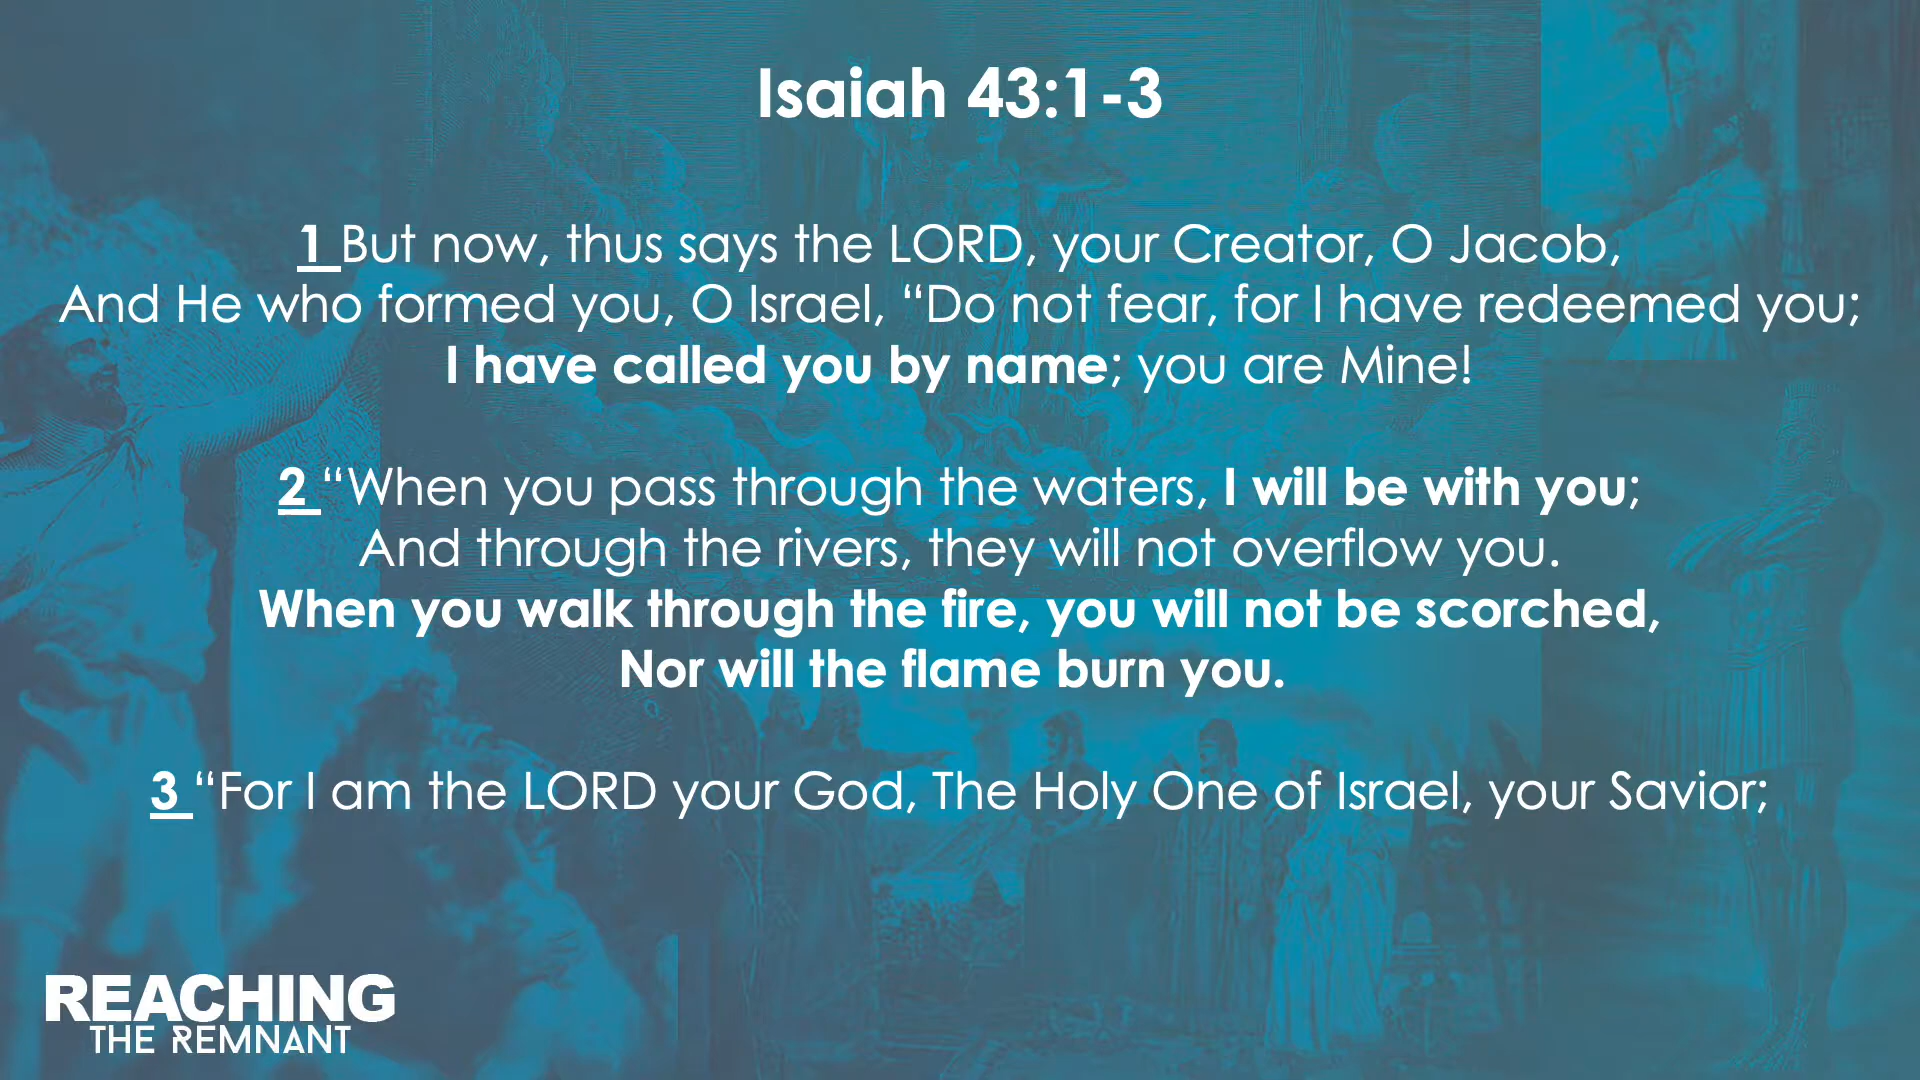 Isaiah 43:1-3
1 But now, thus says the LORD, your Creator, O Jacob,
And He who formed you, O Israel, “Do not fear, for I have redeemed you;
I have called you by name; you are Mine!
2 “When you pass through the waters, I will be with you;
And through the rivers, they will not overflow you.
When you walk through the fire, you will not be scorched,
Nor will the flame burn you.
3 “For I am the LORD your God, The Holy One of Israel, your Savior;
REACHING
THE REMNANT